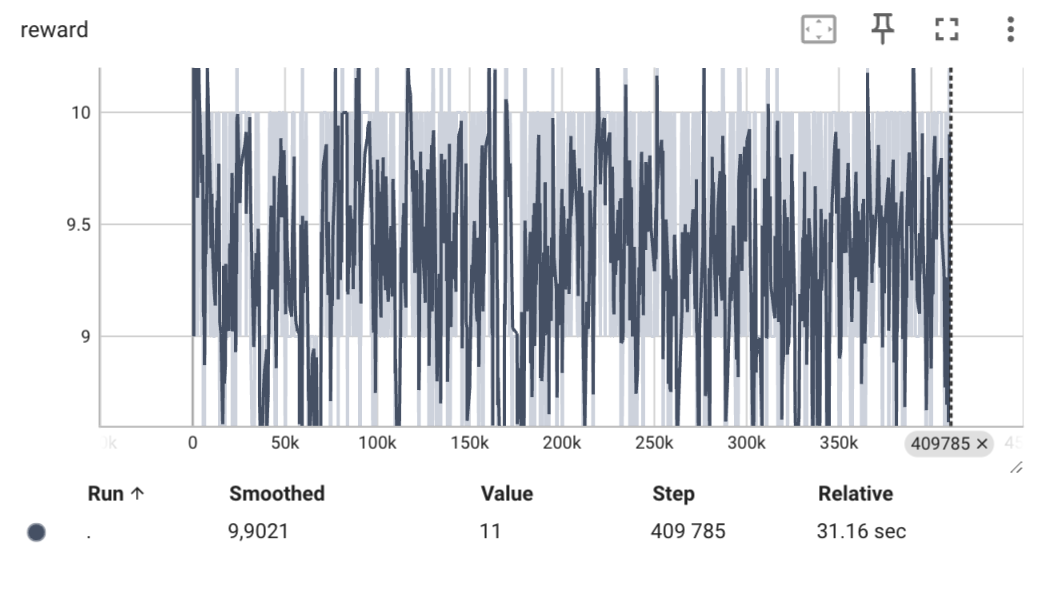 reward
10
9.5
9
0 50k 100k 150k 200k 250k 300k 350k 409785 ×
Run ↑ Smoothed Value Step Relative
. 9,9021 11 409 785 31.16 sec